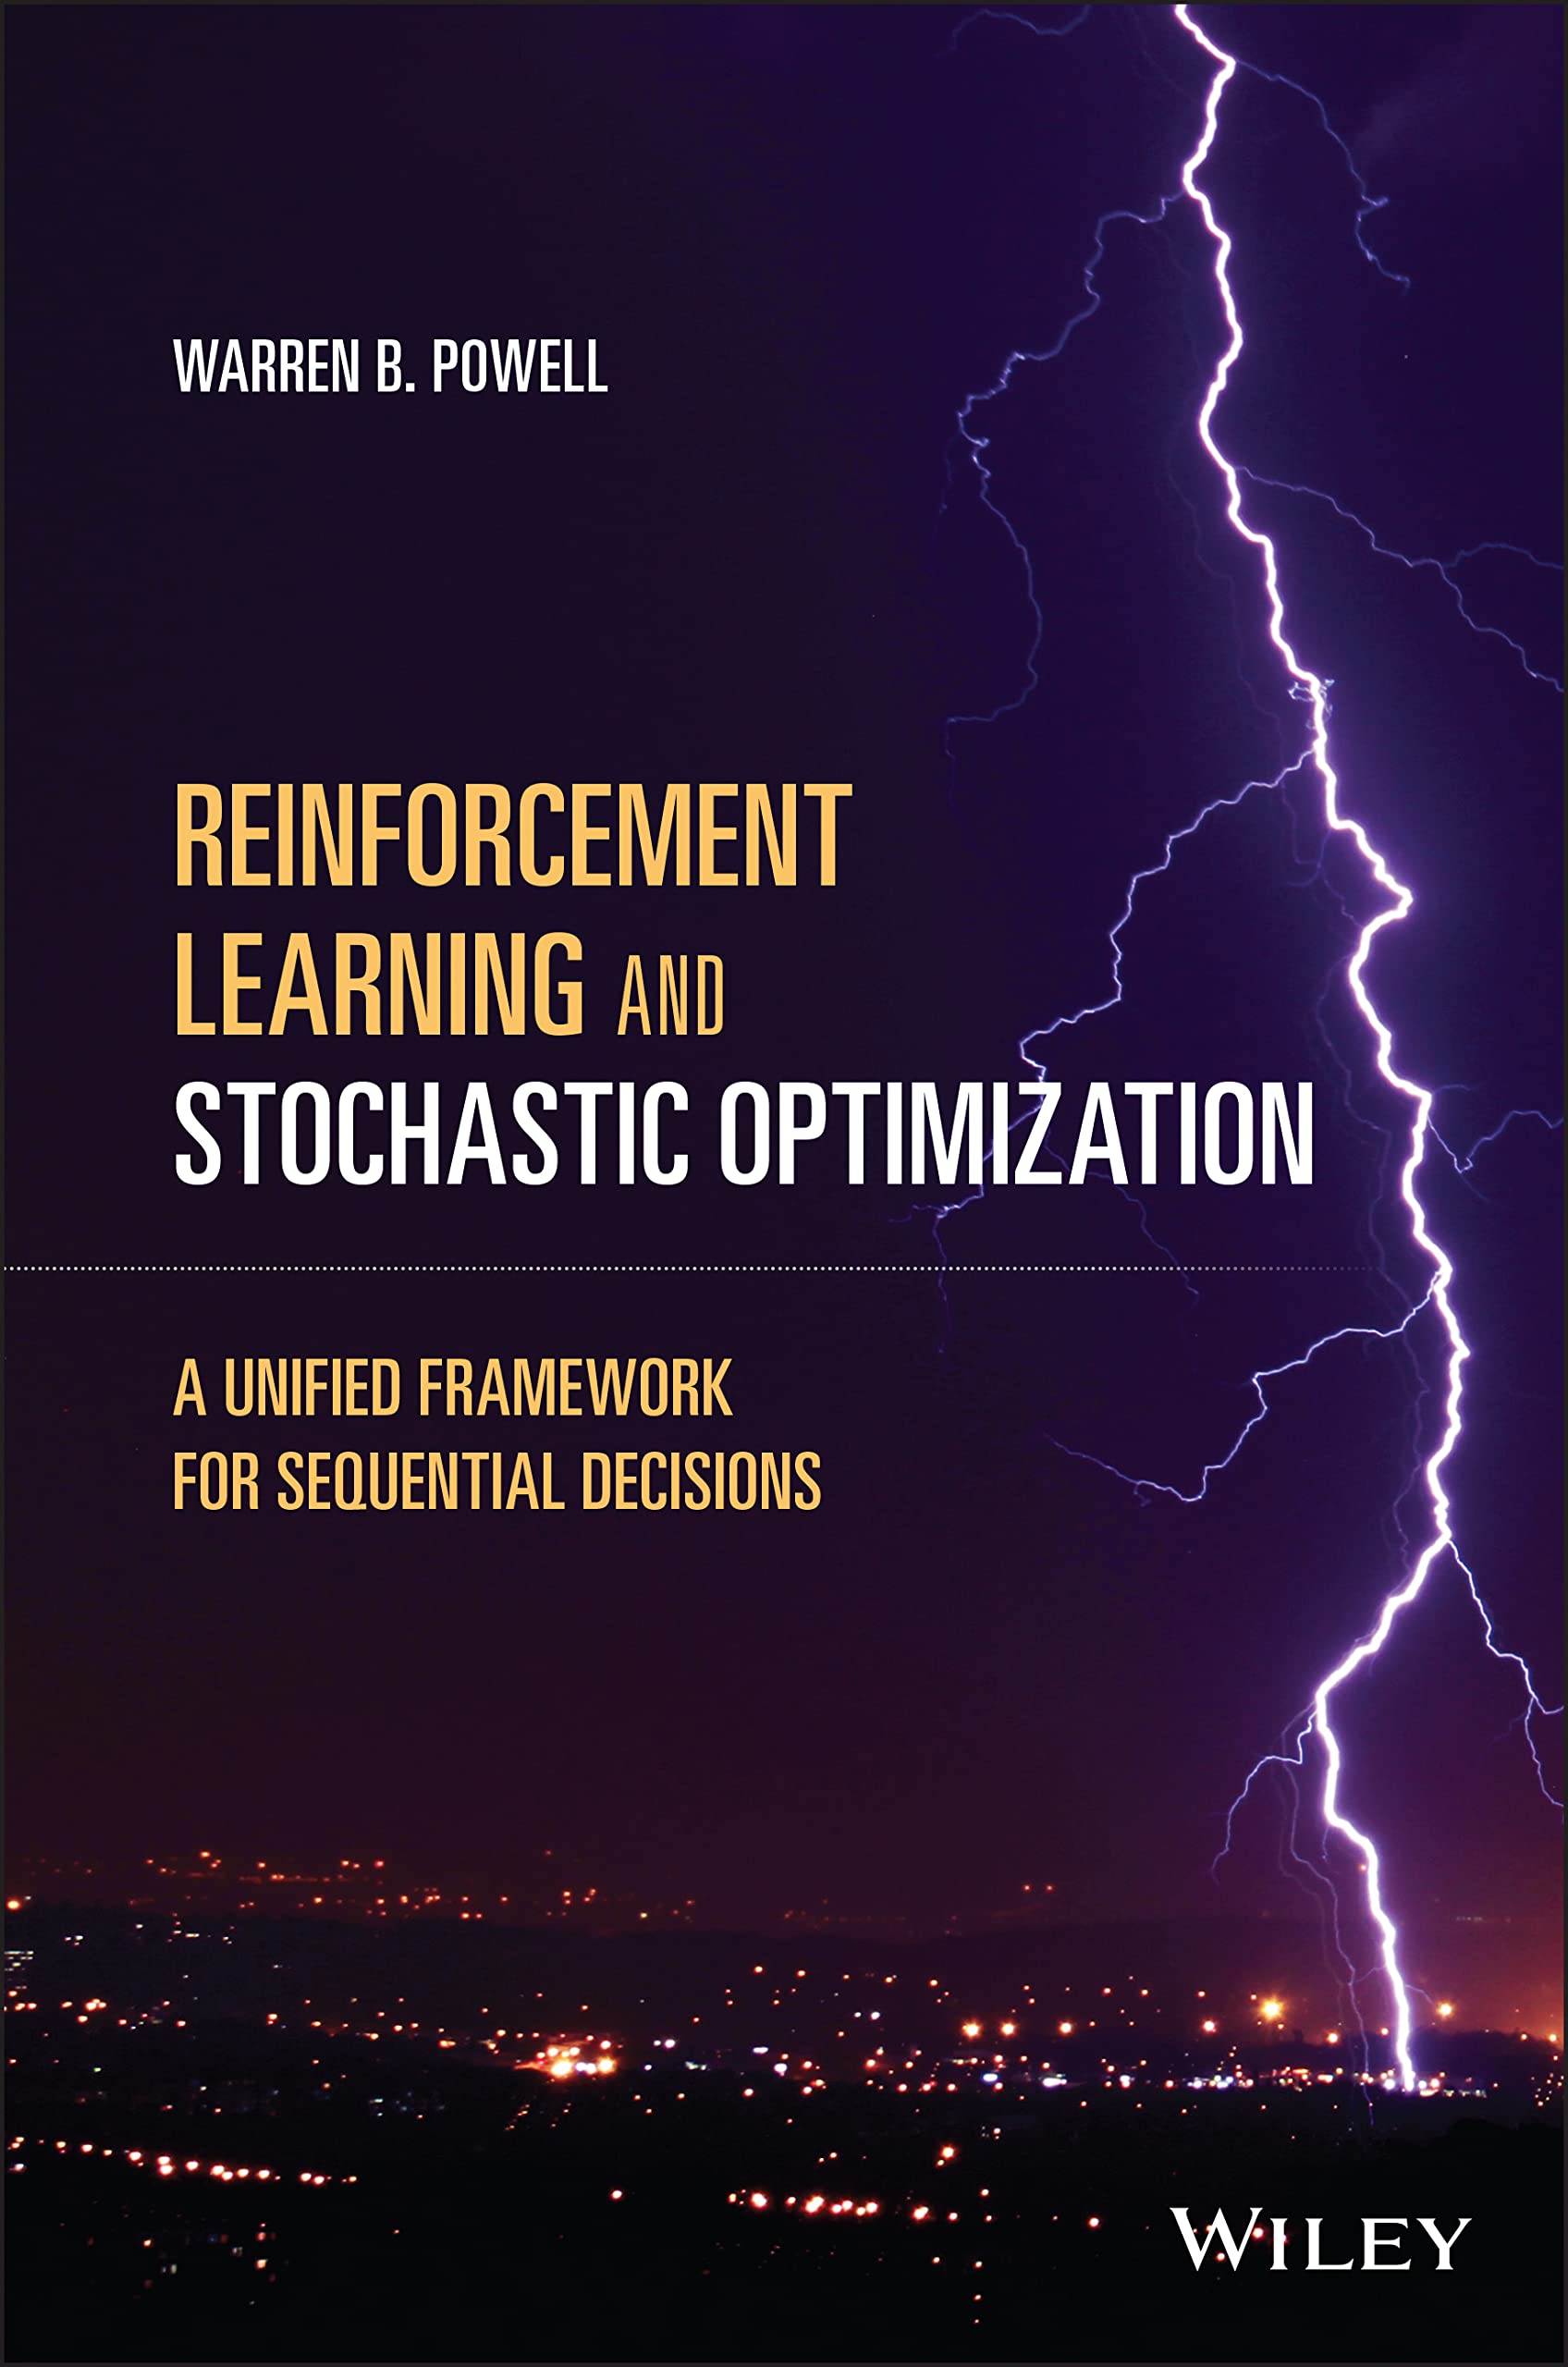 WARREN B. POWELL
REINFORCEMENT
LEARNING AND
STOCHASTIC OPTIMIZATION
A UNIFIED FRAMEWORK
FOR SEQUENTIAL DECISIONS
WILEY